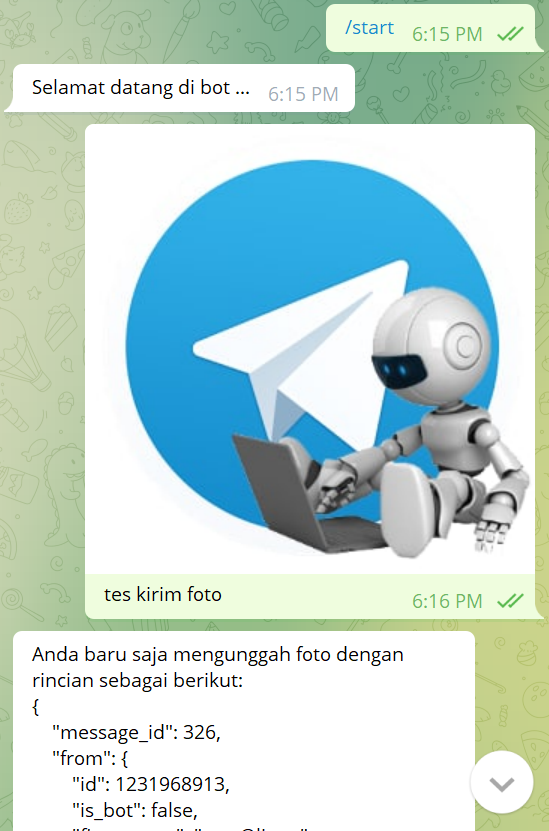 /start 6:15 PM
Selamat datang di bot ... 6:15 PM
tes kirim foto
6:16 PM
Anda baru saja mengunggah foto dengan
rincian sebagai berikut:
{
"message_id": 326,
"from": {
"id": 1231968913,
"is_bot": false,